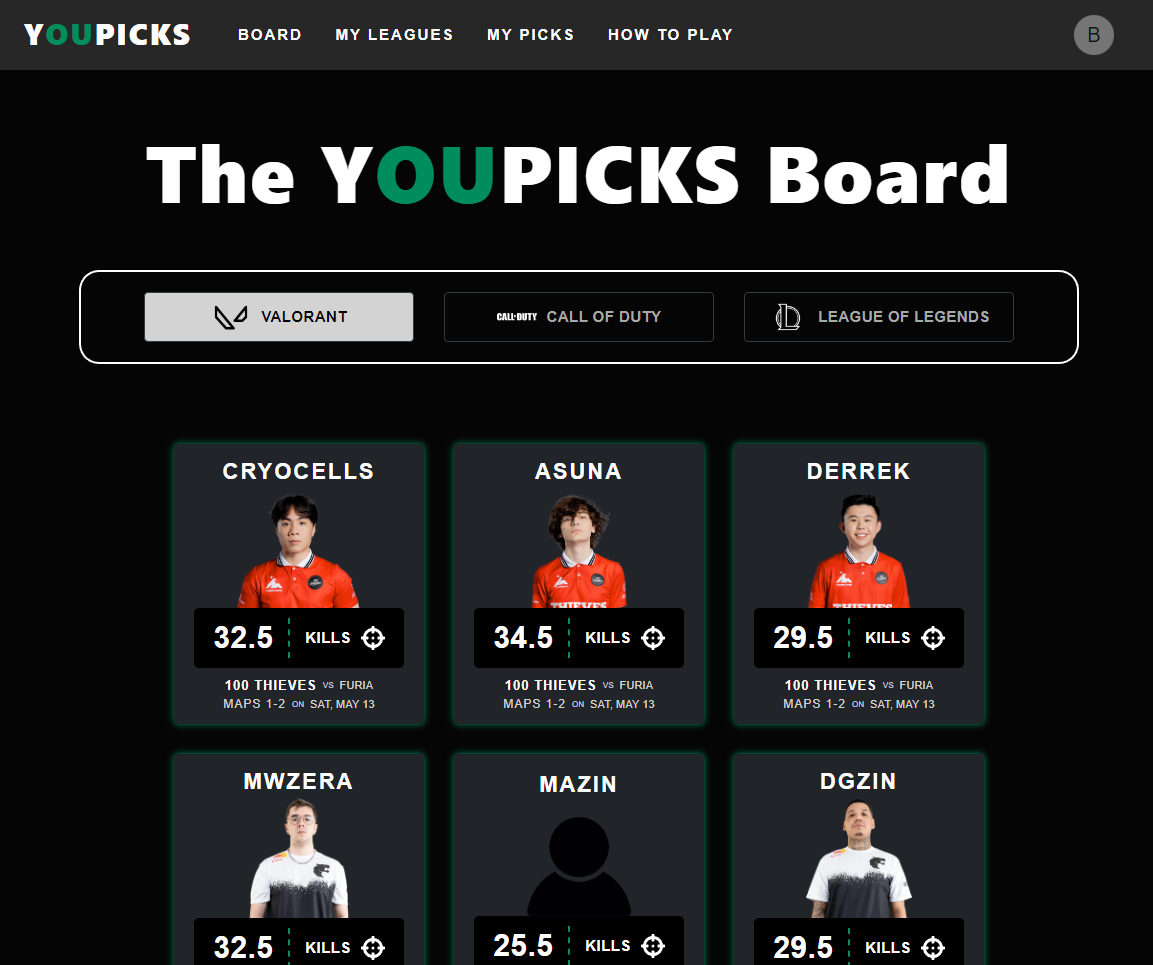 YOUPICKS BOARD MY LEAGUES MY PICKS HOW TO PLAY B
The YOUPICKS Board
VALORANT CALL OF DUTY CALL OF DUTY LEAGUE OF LEGENDS
CRYOCELLS ASUNA DERREK
THIEVES THIEVES
32.5 KILLS 34.5 KILLS 29.5 KILLS
100 THIEVES VS FURIA 100 THIEVES VS FURIA 100 THIEVES VS FURIA
MAPS 1-2 ON SAT, MAY 13 MAPS 1-2 ON SAT, MAY 13 MAPS 1-2 ON SAT, MAY 13
MWZERA MAZIN DGZIN
32.5 KILLS 25.5 KILLS 29.5 KILLS